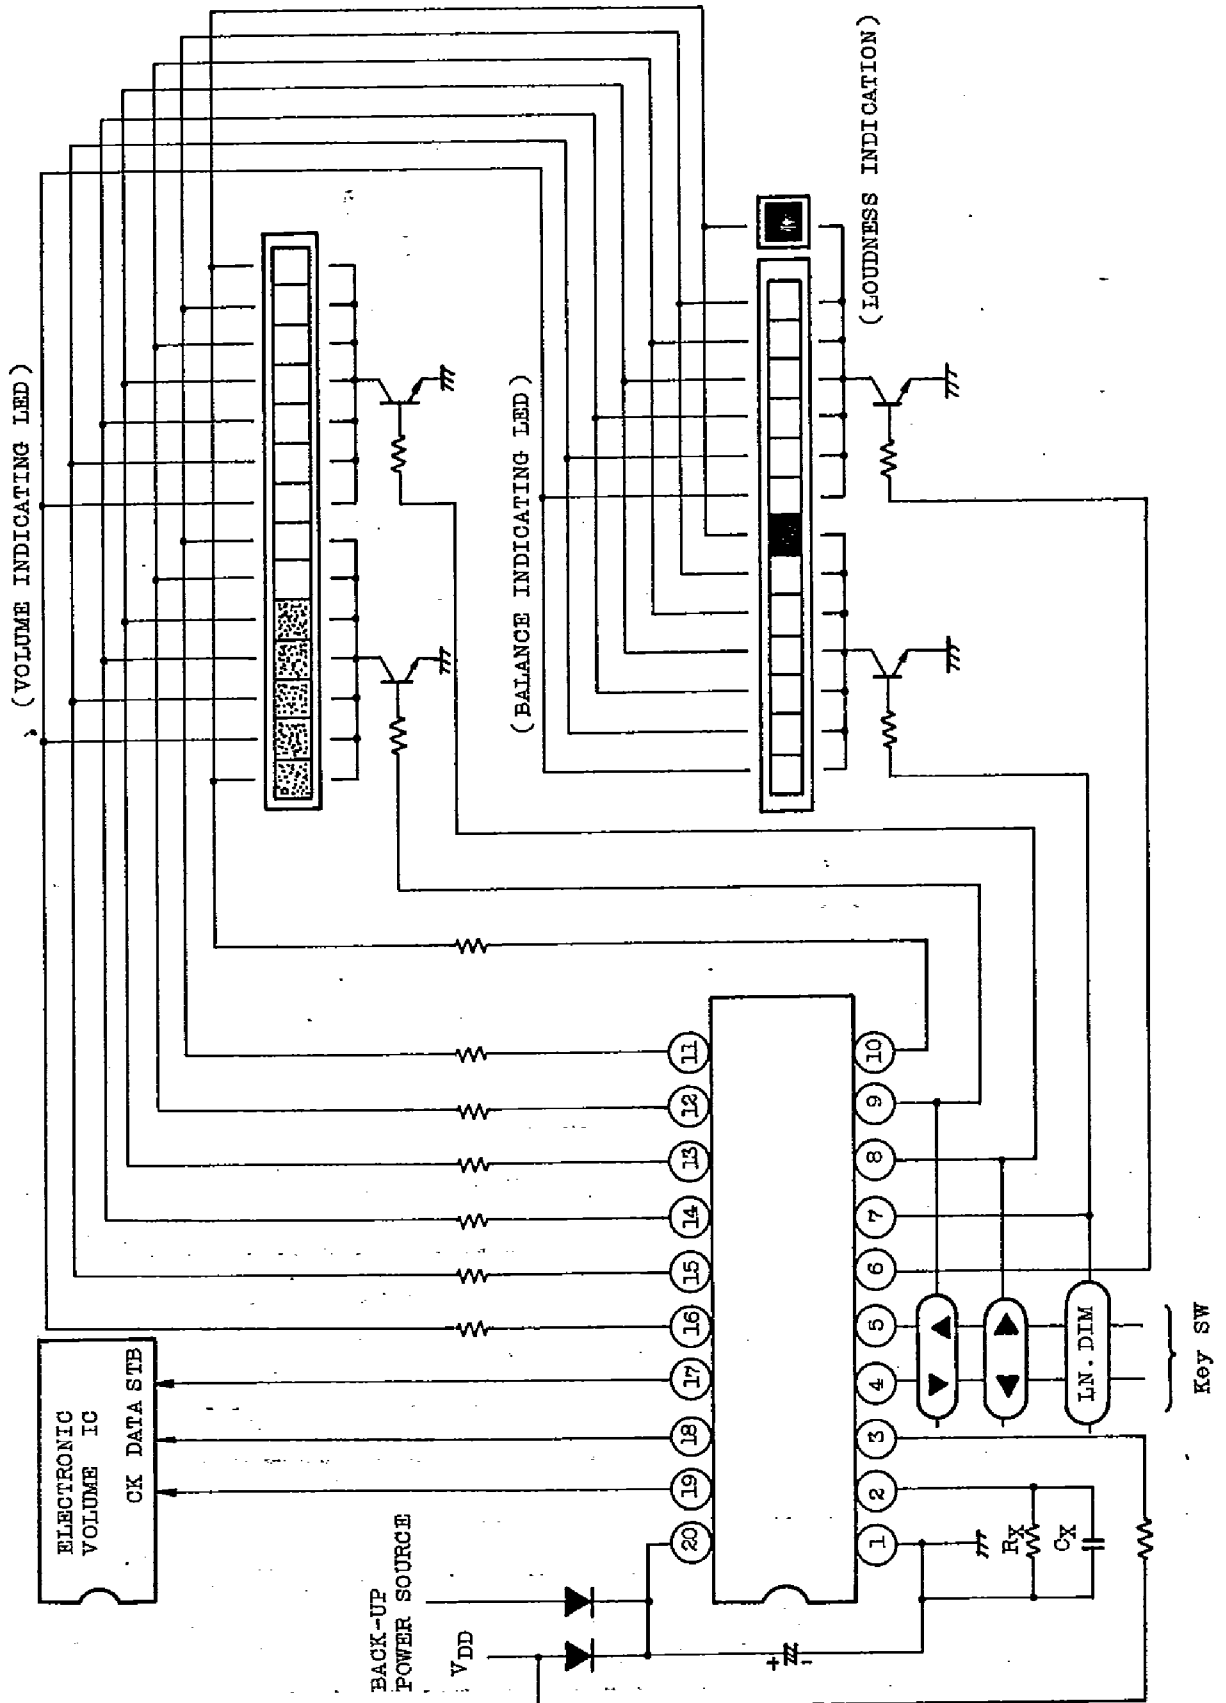 (VOLUME INDICATING LED)
(BALANCE INDICATING LED)
(LOUDNESS INDICATION)
ELECTRONIC
VOLUME IC
CK DATA STB
BACK-UP
POWER SOURCE
VDD
20
19
18
17
16
15
14
13
12
11
1
2
3
4
5
6
7
8
9
10
+
-
RX
CX
LN.DIM
Key SW